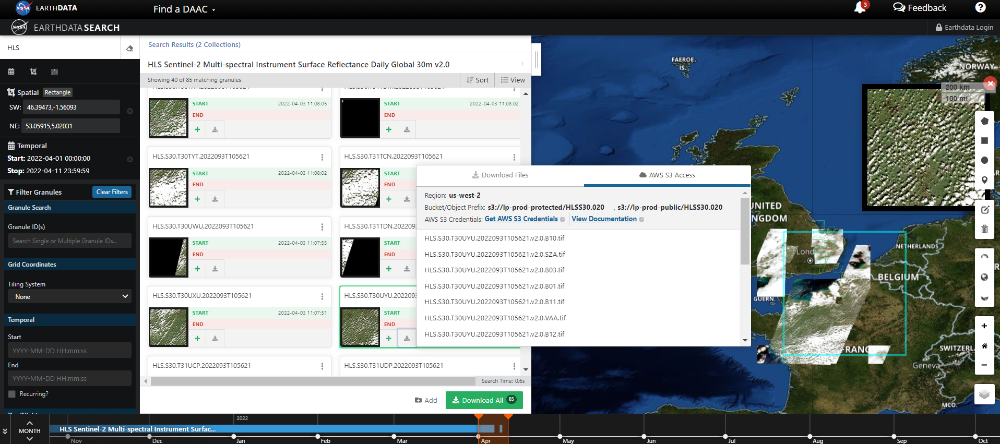 EARTHDATA
Find a DAAC
3
Feedback
?
EARTHDATA SEARCH
Earthdata Login
HLS
Spatial Rectangle
SW: 46.39473,-1.56093
NE: 53.05915,5.02031
Temporal
Start: 2022-04-01 00:00:00
Stop: 2022-04-11 23:59:59
Filter Granules
Clear Filters
Granule Search
Granule ID(s)
Search Single or Multiple Granule IDs...
Grid Coordinates
Tiling System
None
Temporal
Start
YYYY-MM-DD HH:mm:ss
End
YYYY-MM-DD HH:mm:ss
Recurring?
Search Results (2 Collections)
HLS Sentinel-2 Multi-spectral Instrument Surface Reflectance Daily Global 30m v2.0
Showing 40 of 85 matching granules
Sort
View
START 2022-04-03 11:08:05
END
START 2022-04-03 11:08:02
END
HLS.S30.T30TYT.2022093T105621
START 2022-04-03 11:08:02
END
HLS.S30.T31TCN.2022093T105621
START
END
HLS.S30.T30UWU.2022093T105621
START 2022-04-03 11:07:55
END
HLS.S30.T31TDN.2022093
START
END
HLS.S30.T30UXU.2022093T105621
START 2022-04-03 11:07:51
END
HLS.S30.T30UYU.202209
START
END
HLS.S30.T31UCP.2022093T105621
HLS.S30.T31UDP.2022093T105621
Search Time: 0.6s
Add
Download All 85
Download Files
AWS S3 Access
Region: us-west-2
Bucket/Object Prefix: s3://lp-prod-protected/HLSS30.020 , s3://lp-prod-public/HLSS30.020
AWS S3 Credentials: Get AWS S3 Credentials View Documentation
HLS.S30.T30UYU.2022093T105621.v2.0.B10.tif
HLS.S30.T30UYU.2022093T105621.v2.0.SZA.tif
HLS.S30.T30UYU.2022093T105621.v2.0.B03.tif
HLS.S30.T30UYU.2022093T105621.v2.0.B01.tif
HLS.S30.T30UYU.2022093T105621.v2.0.B11.tif
HLS.S30.T30UYU.2022093T105621.v2.0.VAA.tif
HLS.S30.T30UYU.2022093T105621.v2.0.B12.tif
FAEROE
IS.
NORWAY
200 km
100 mi
UNITED
NGDOM
NETHERLANDS
Lond
BELGIUM
GUERN.
FRANC
SWITZERL
Geneva
MCO.
MONTH
2022
HLS Sentinel-2 Multi-spectral Instrument Surfac...
Nov
Dec
Jan
Feb
Mar
Apr
May
Jun
Jul
Aug
Sep
Oct